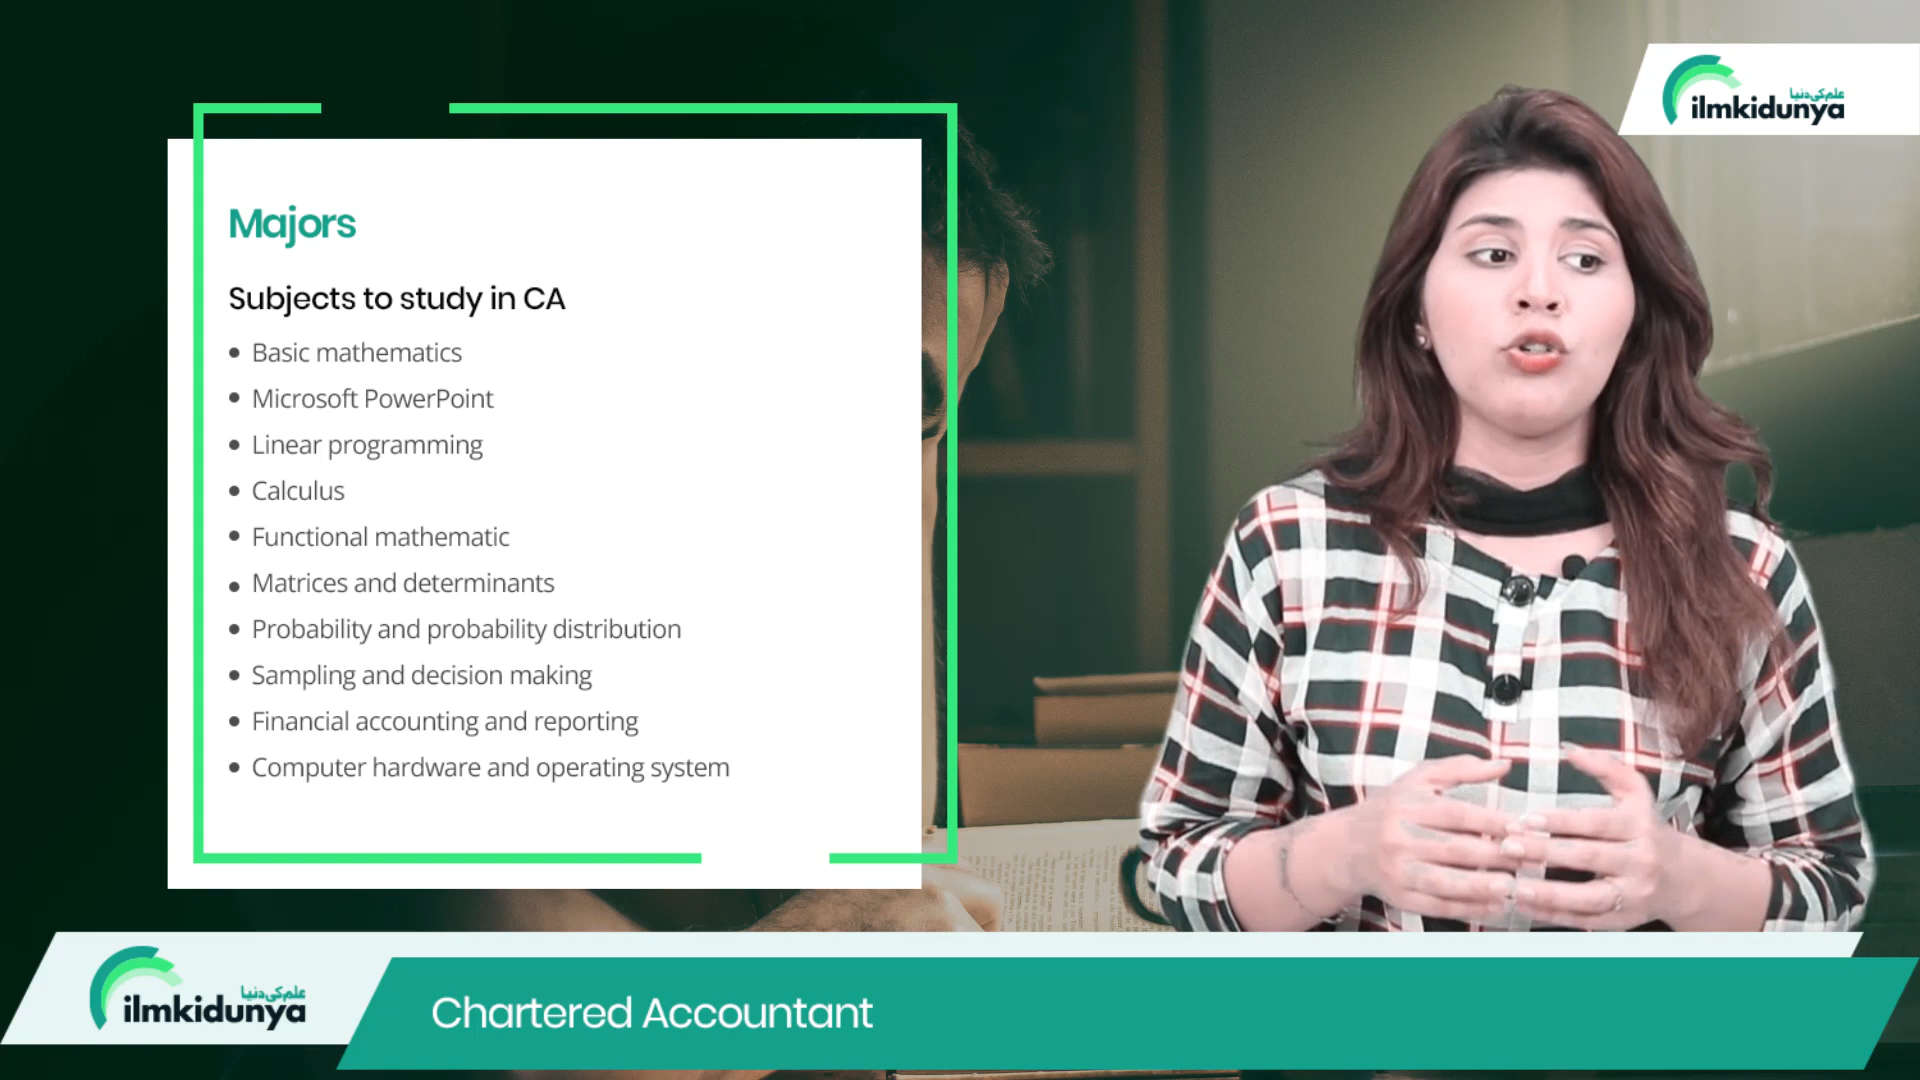 علم کی دنیا
ilmkidunya
Majors
Subjects to study in CA
Basic mathematics
Microsoft PowerPoint
Linear programming
Calculus
Functional mathematic
Matrices and determinants
Probability and probability distribution
Sampling and decision making
Financial accounting and reporting
Computer hardware and operating system
علم کی دنیا
ilmkidunya
Chartered Accountant